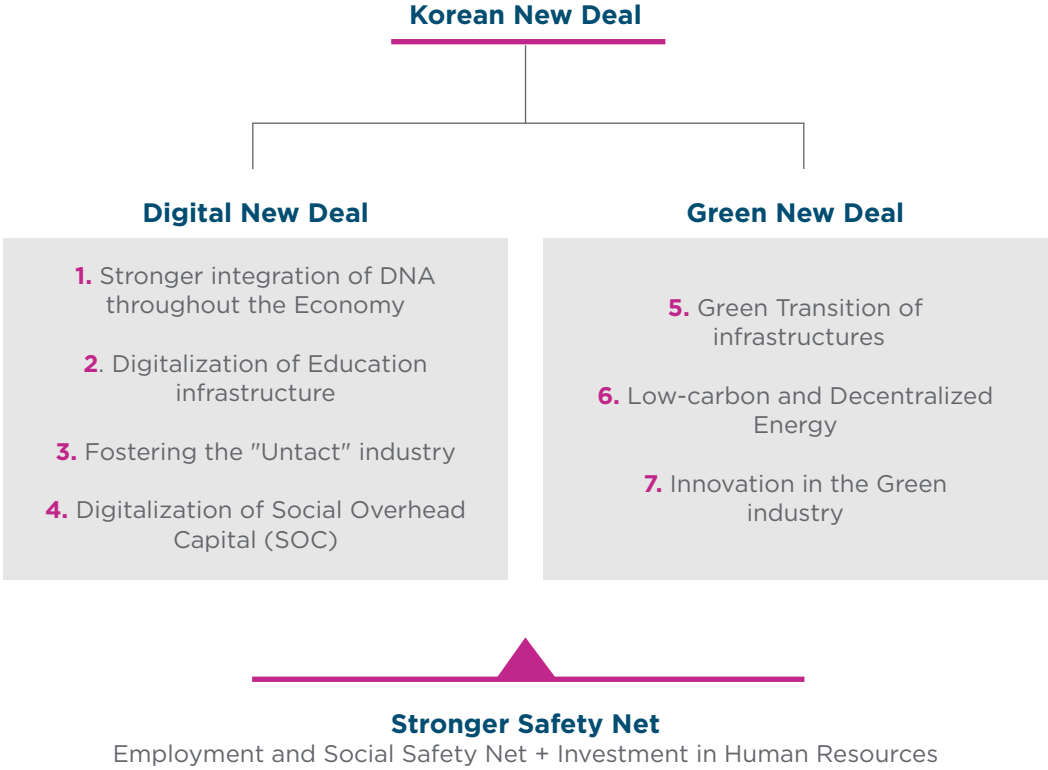 Korean New Deal
Digital New Deal
1. Stronger integration of DNA
throughout the Economy
2. Digitalization of Education
infrastructure
3. Fostering the "Untact" industry
4. Digitalization of Social Overhead
Capital (SOC)
Green New Deal
5. Green Transition of
infrastructures
6. Low-carbon and Decentralized
Energy
7. Innovation in the Green
industry
Stronger Safety Net
Employment and Social Safety Net + Investment in Human Resources